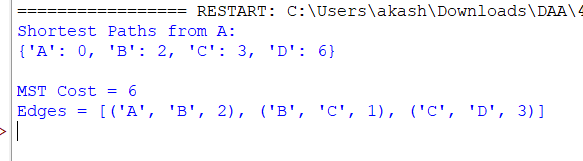 ================= RESTART: C:\Users\akash\Downloads\DAA\4
Shortest Paths from A:
{'A': 0, 'B': 2, 'C': 3, 'D': 6}
MST Cost = 6
Edges = [('A', 'B', 2), ('B', 'C', 1), ('C', 'D', 3)]
>